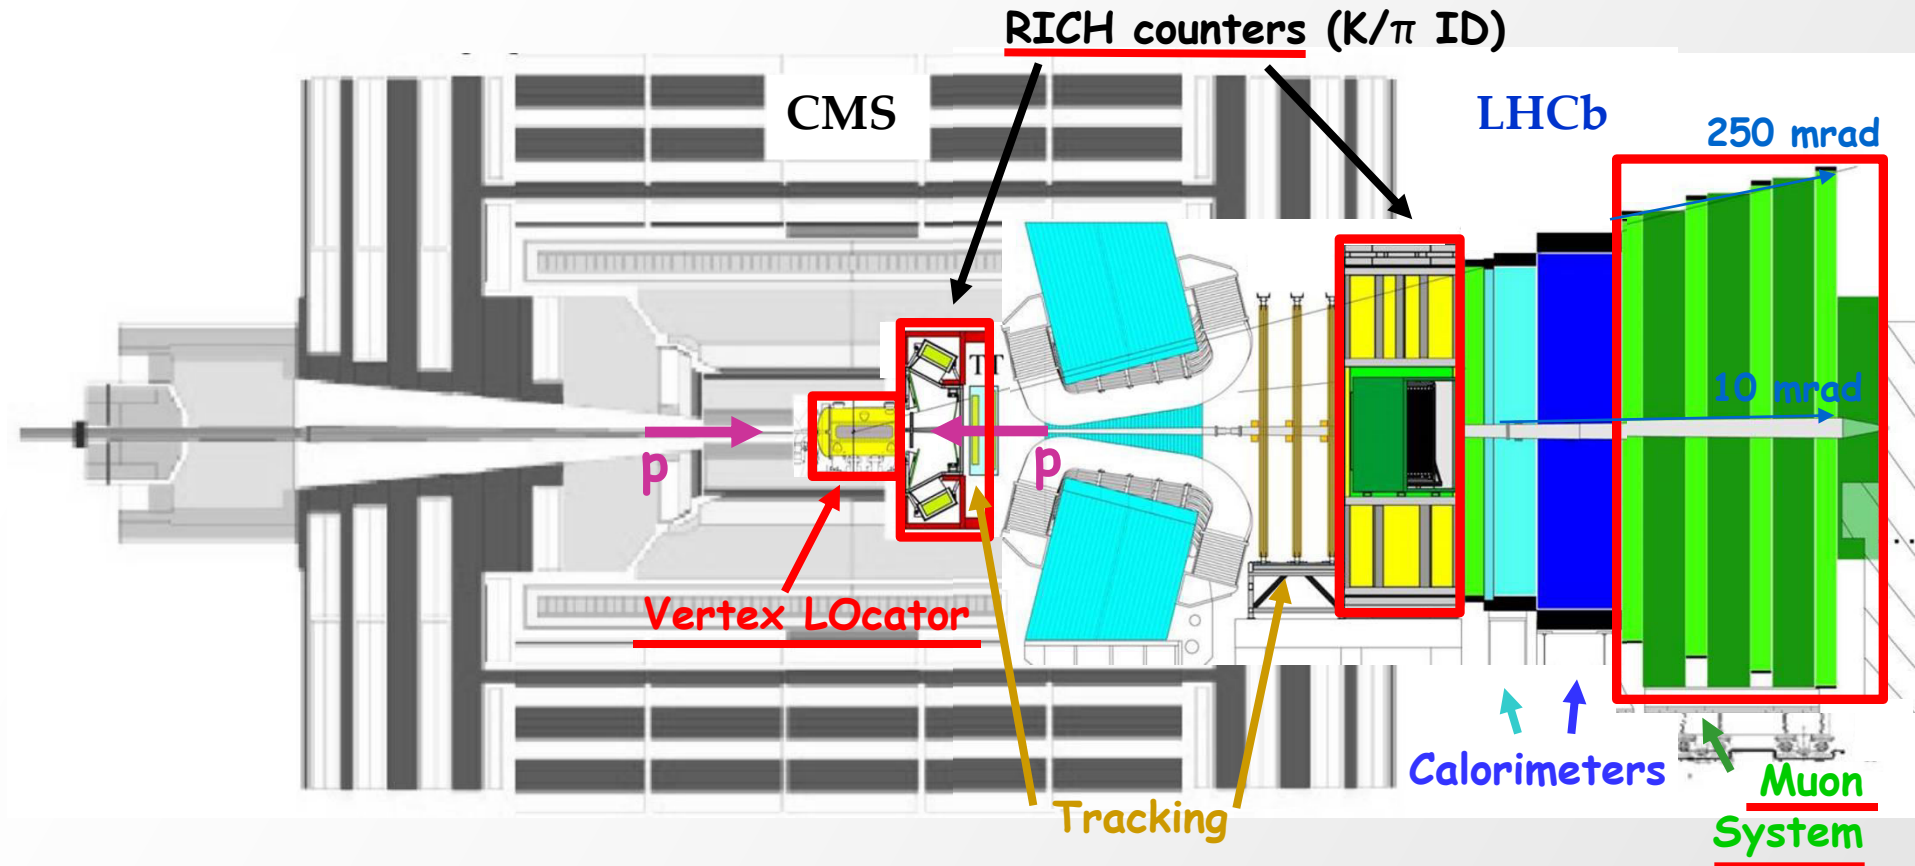 RICH counters (K/π ID)
CMS
LHCb
250 mrad
TT
10 mrad
p
p
Vertex LOcator
Calorimeters
Tracking
Muon
System